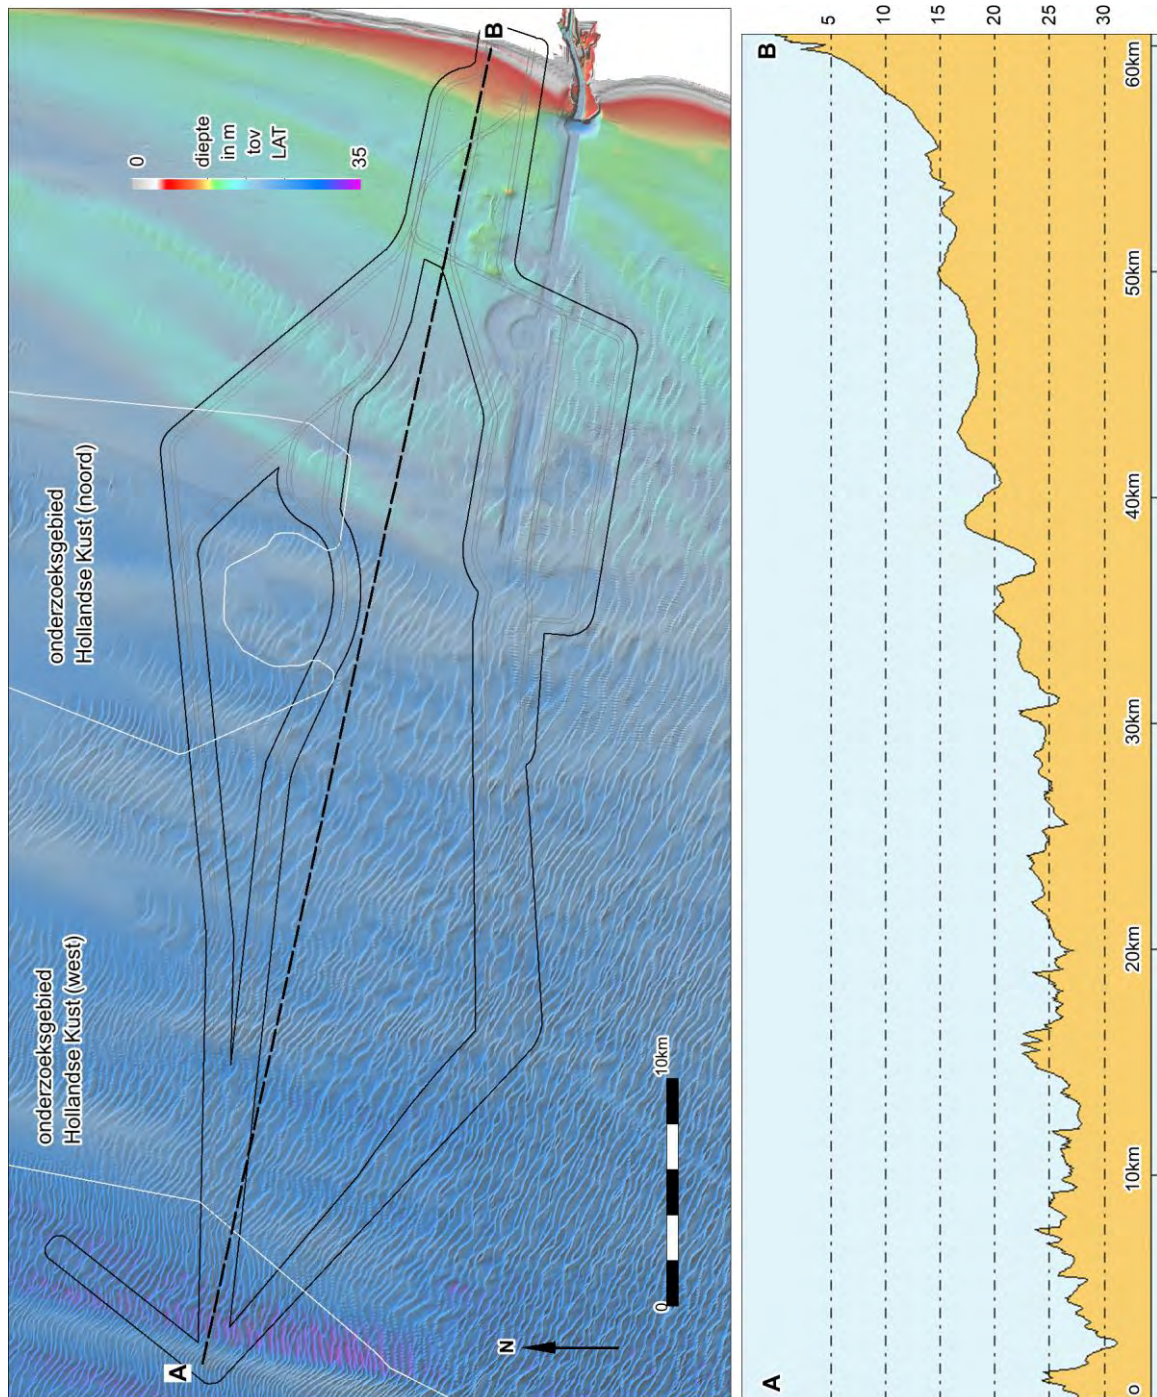 onderzoeksgebied
Hollandse Kust (west)
onderzoeksgebied
Hollandse Kust (noord)
0
diepte
in m
tov
LAT
35
A
B
N
0
10km
A
B
5
10
15
20
25
30
0
10km
20km
30km
40km
50km
60km